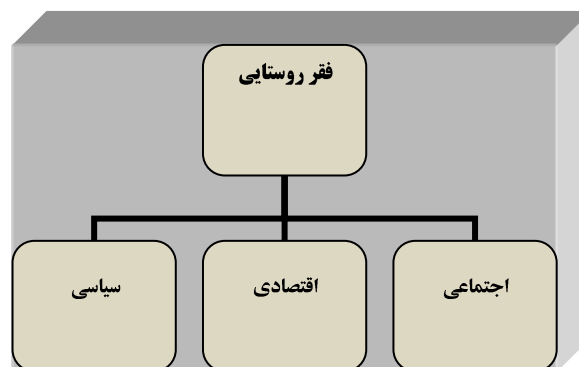 فقر روستایی
اجتماعی
اقتصادی
سیاسی